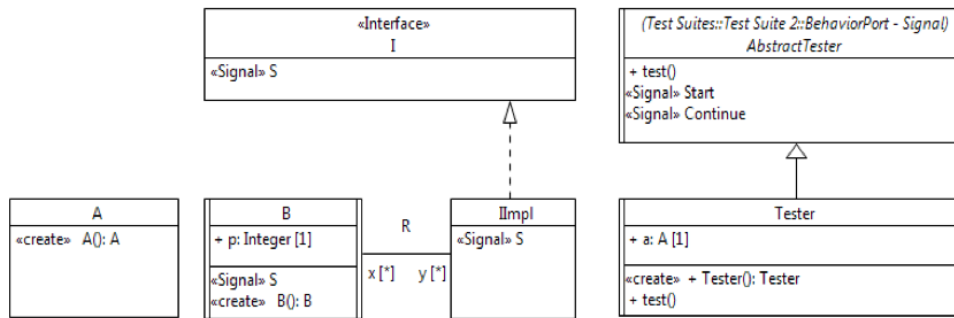 «Interface»
I
«Signal» S
(Test Suites::Test Suite 2::BehaviorPort - Signal)
AbstractTester
+ test()
«Signal» Start
«Signal» Continue
A
«create» A(): A
B
+ p: Integer [1]
«Signal» S
«create» B(): B
R
x [*] y [*]
IImpl
«Signal» S
Tester
+ a: A [1]
«create» + Tester(): Tester
+ test()